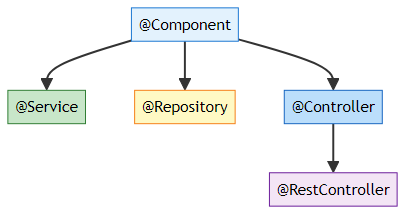 @Component
@Service
@Repository
@Controller
@RestController